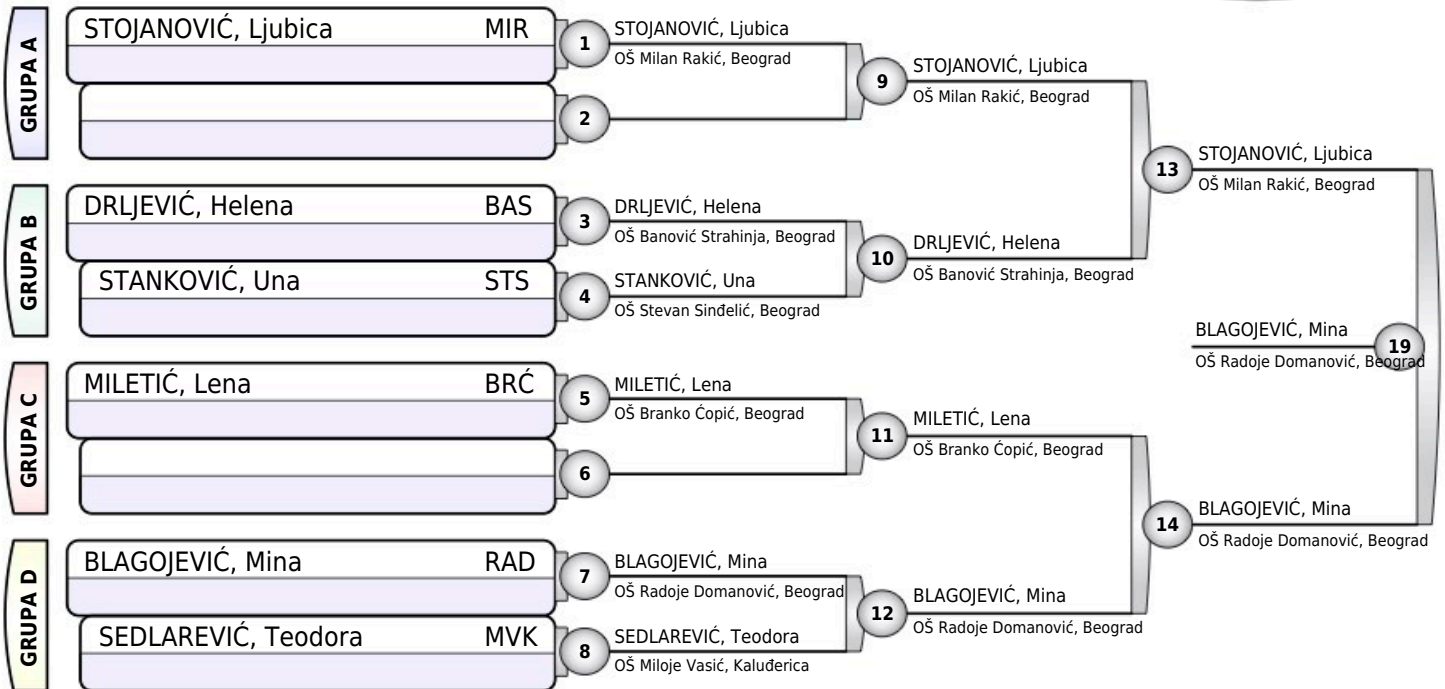 GRUPA A
STOJANOVIĆ, Ljubica MIR
1
STOJANOVIĆ, Ljubica
OŠ Milan Rakić, Beograd
2
9
STOJANOVIĆ, Ljubica
OŠ Milan Rakić, Beograd
13
STOJANOVIĆ, Ljubica
OŠ Milan Rakić, Beograd
GRUPA B
DRLJEVIĆ, Helena BAS
3
DRLJEVIĆ, Helena
OŠ Banović Strahinja, Beograd
STANKOVIĆ, Una STS
4
STANKOVIĆ, Una
OŠ Stevan Sinđelić, Beograd
10
DRLJEVIĆ, Helena
OŠ Banović Strahinja, Beograd
BLAGOJEVIĆ, Mina
19
OŠ Radoje Domanović, Beograd
GRUPA C
MILETIĆ, Lena BRĆ
5
MILETIĆ, Lena
OŠ Branko Ćopić, Beograd
6
11
MILETIĆ, Lena
OŠ Branko Ćopić, Beograd
14
BLAGOJEVIĆ, Mina
OŠ Radoje Domanović, Beograd
GRUPA D
BLAGOJEVIĆ, Mina RAD
7
BLAGOJEVIĆ, Mina
OŠ Radoje Domanović, Beograd
SEDLAREVIĆ, Teodora MVK
8
SEDLAREVIĆ, Teodora
OŠ Miloje Vasić, Kaluđerica
12
BLAGOJEVIĆ, Mina
OŠ Radoje Domanović, Beograd